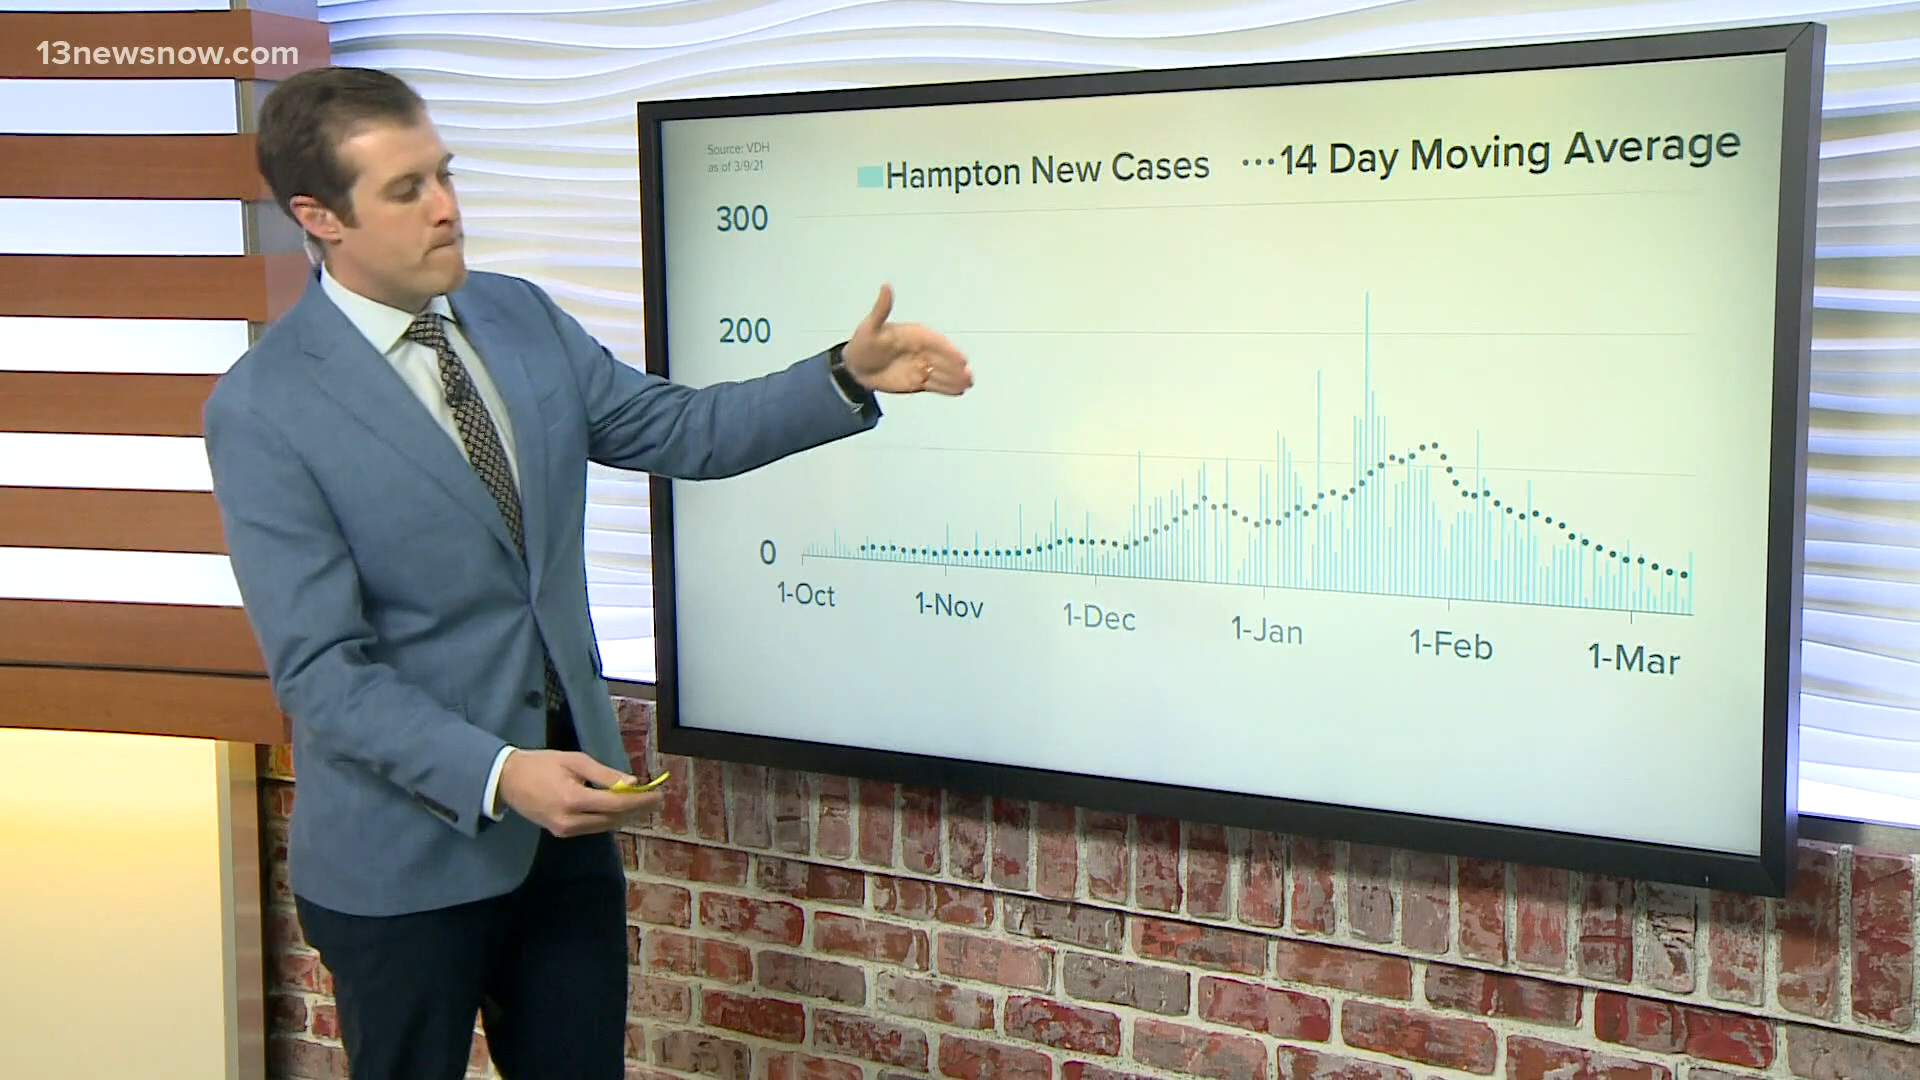 13newsnow.com
Source: VDH
as of 3/9/21
Hampton New Cases 14 Day Moving Average
300
200
0
1-Oct 1-Nov 1-Dec 1-Jan 1-Feb 1-Mar